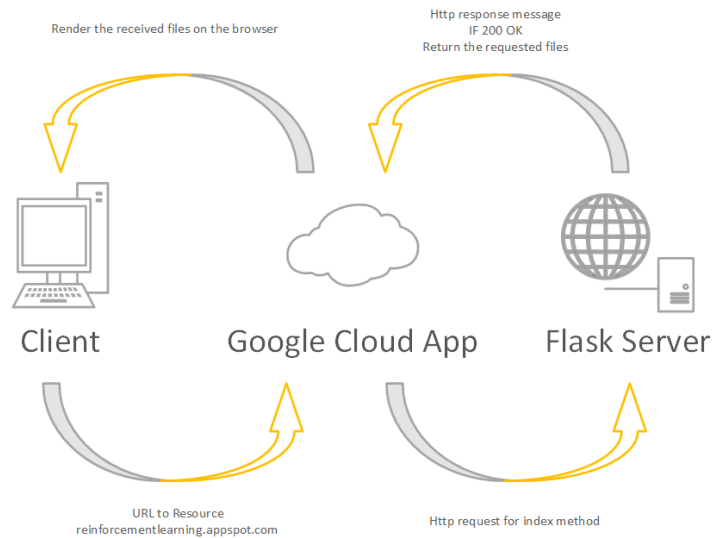 Render the received files on the browser
Http response message
IF 200 OK
Return the requested files
Client
Google Cloud App
Flask Server
URL to Resource
reinforcementlearning.appspot.com
Http request for index method